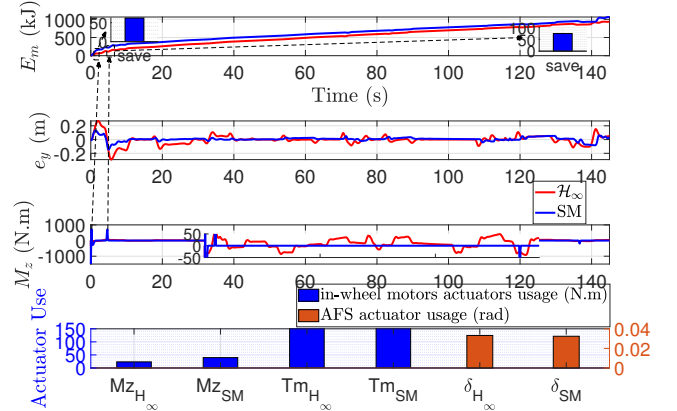 E_m (kJ)
1000
500
0
50
0
save
100
50
0
save
0 20 40 60 80 100 120 140
Time (s)
e_y (m)
0.2
0
-0.2
0 20 40 60 80 100 120 140
H∞
SM
M_z (N.m)
1000
0
-1000
50
0
-50
0 20 40 60 80 100 120 140
in-wheel motors actuators usage (N.m)
AFS actuator usage (rad)
Actuator Use
150
100
50
0
0.04
0.02
0
Mz_H∞ Mz_SM Tm_H∞ Tm_SM δ_H∞ δ_SM